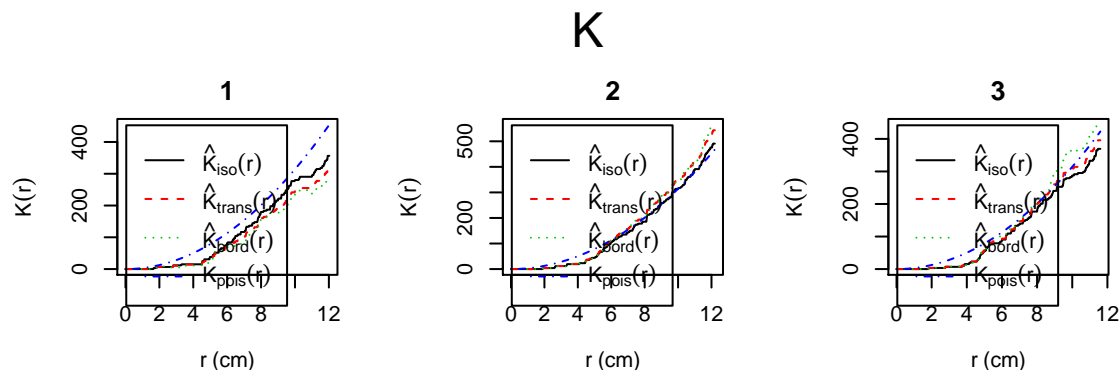 K
1
K(r)
0
200
400
K̂iso(r)
K̂trans(r)
K̂bord(r)
Kpois(r)
0 2 4 6 8 12
r (cm)
2
K(r)
0
200
500
K̂iso(r)
K̂trans(r)
K̂bord(r)
Kpois(r)
0 2 4 6 8 12
r (cm)
3
K(r)
0
200
400
K̂iso(r)
K̂trans(r)
K̂bord(r)
Kpois(r)
0 2 4 6 8 12
r (cm)